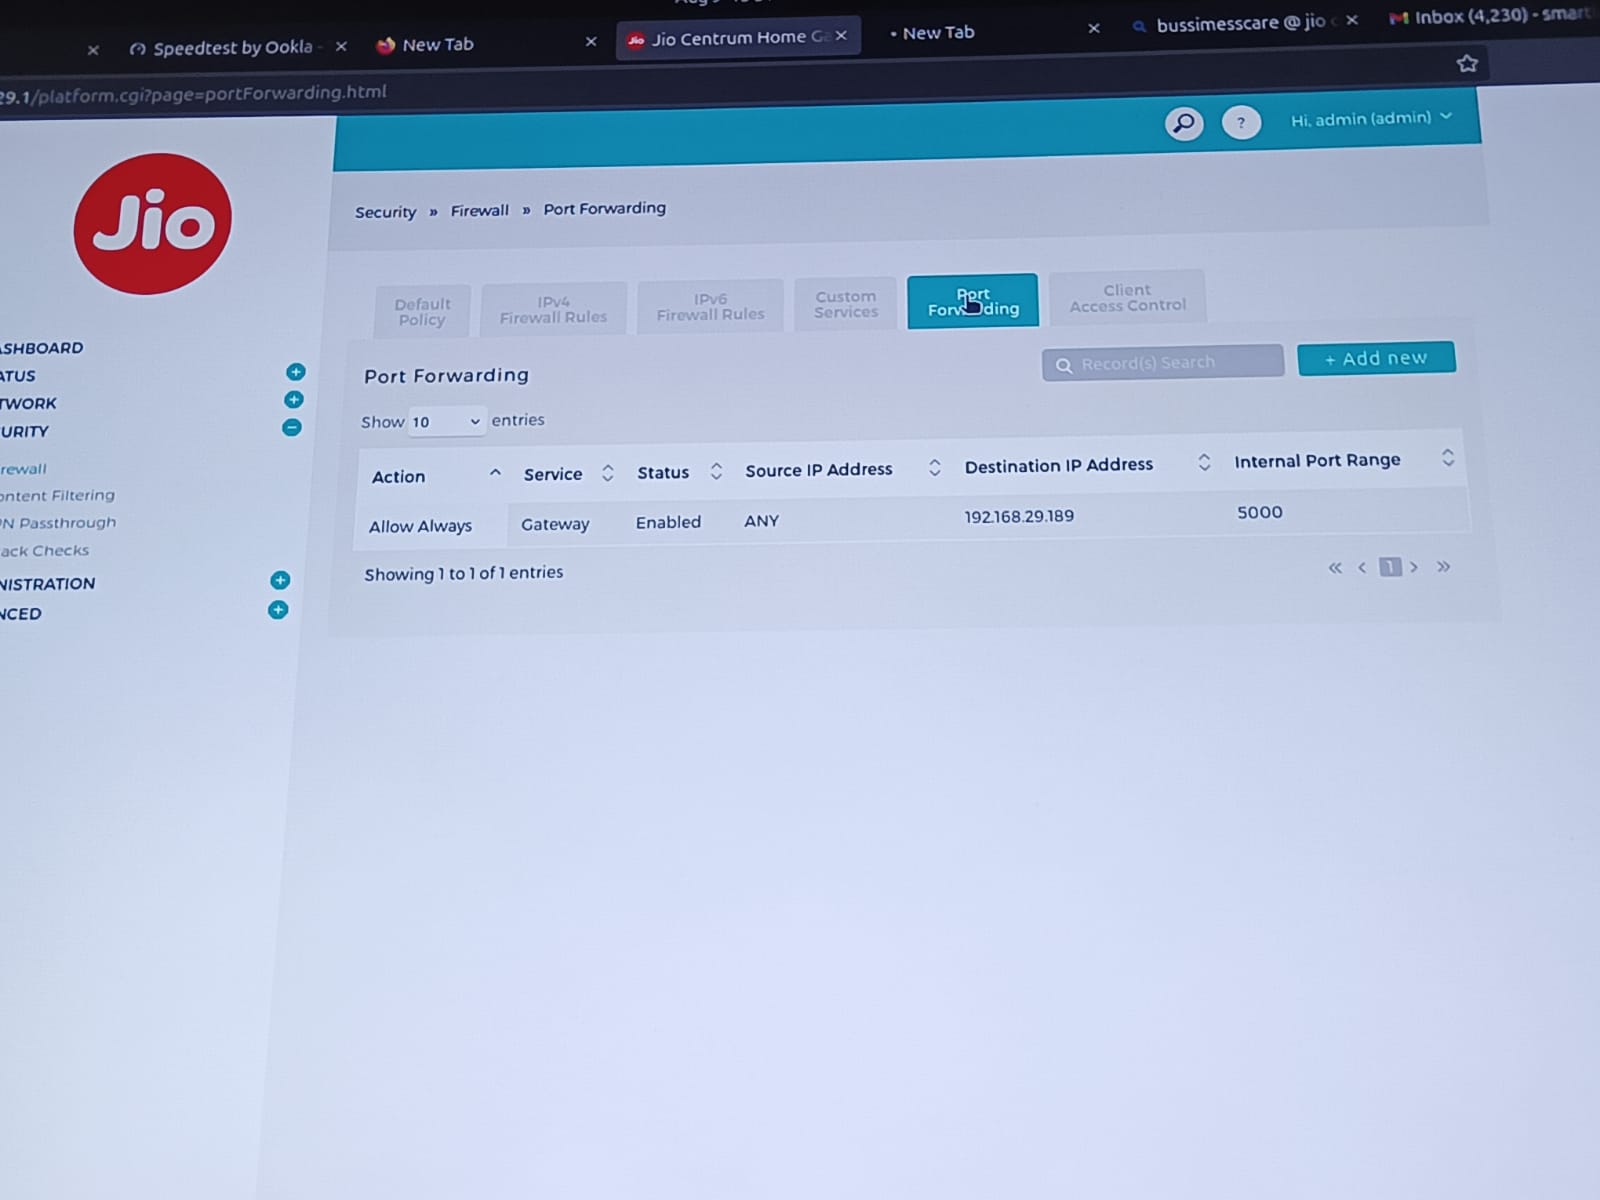 Speedtest by Ookla -
New Tab
Jio Centrum Home Ga
• New Tab
bussimesscare @ jio c
Inbox (4,230) - smart
29.1/platform.cgi?page=portForwarding.html
?
Hi, admin (admin)
Jio
Security » Firewall » Port Forwarding
Default
Policy
IPv4
Firewall Rules
IPv6
Firewall Rules
Custom
Services
Port
Forwarding
Client
Access Control
ASHBOARD
ATUS
TWORK
URITY
rewall
ontent Filtering
PN Passthrough
ack Checks
NISTRATION
NCED
Port Forwarding
Record(s) Search
+ Add new
Show 10 entries
Action Service Status Source IP Address Destination IP Address Internal Port Range
Allow Always Gateway Enabled ANY 192.168.29.189 5000
Showing 1 to 1 of 1 entries
« ‹ 1 › »